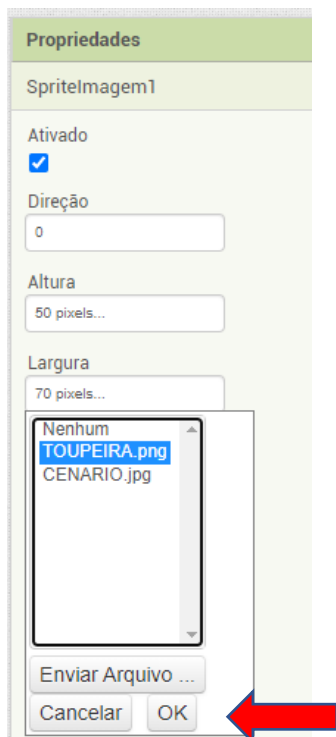 Propriedades
SpriteImagem1
Ativado
Direção
0
Altura
50 pixels...
Largura
70 pixels...
Nenhum
TOUPEIRA.png
CENARIO.jpg
Enviar Arquivo ...
Cancelar OK